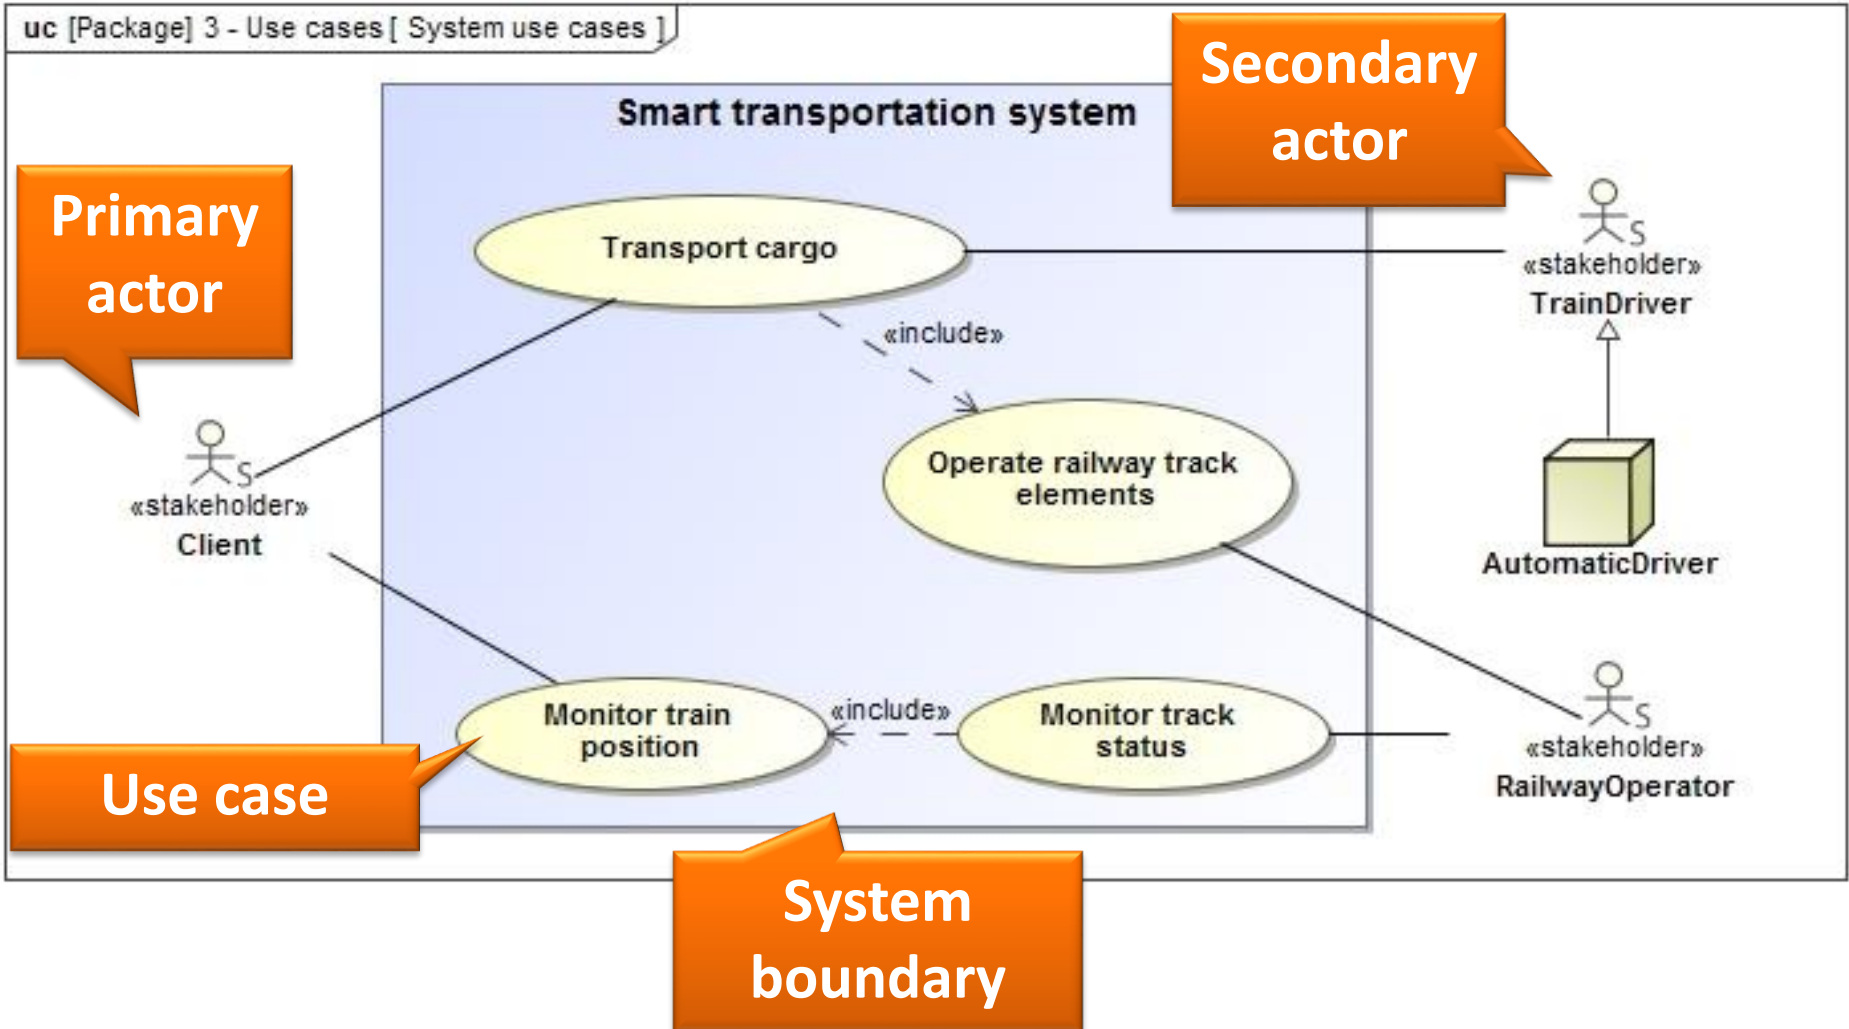 uc [Package] 3 - Use cases [ System use cases ]
Smart transportation system
Secondary
actor
Primary
actor
Transport cargo
«include»
S
«stakeholder»
TrainDriver
S
«stakeholder»
Client
Operate railway track
elements
AutomaticDriver
Monitor train
position
«include»
Monitor track
status
S
«stakeholder»
RailwayOperator
Use case
System
boundary